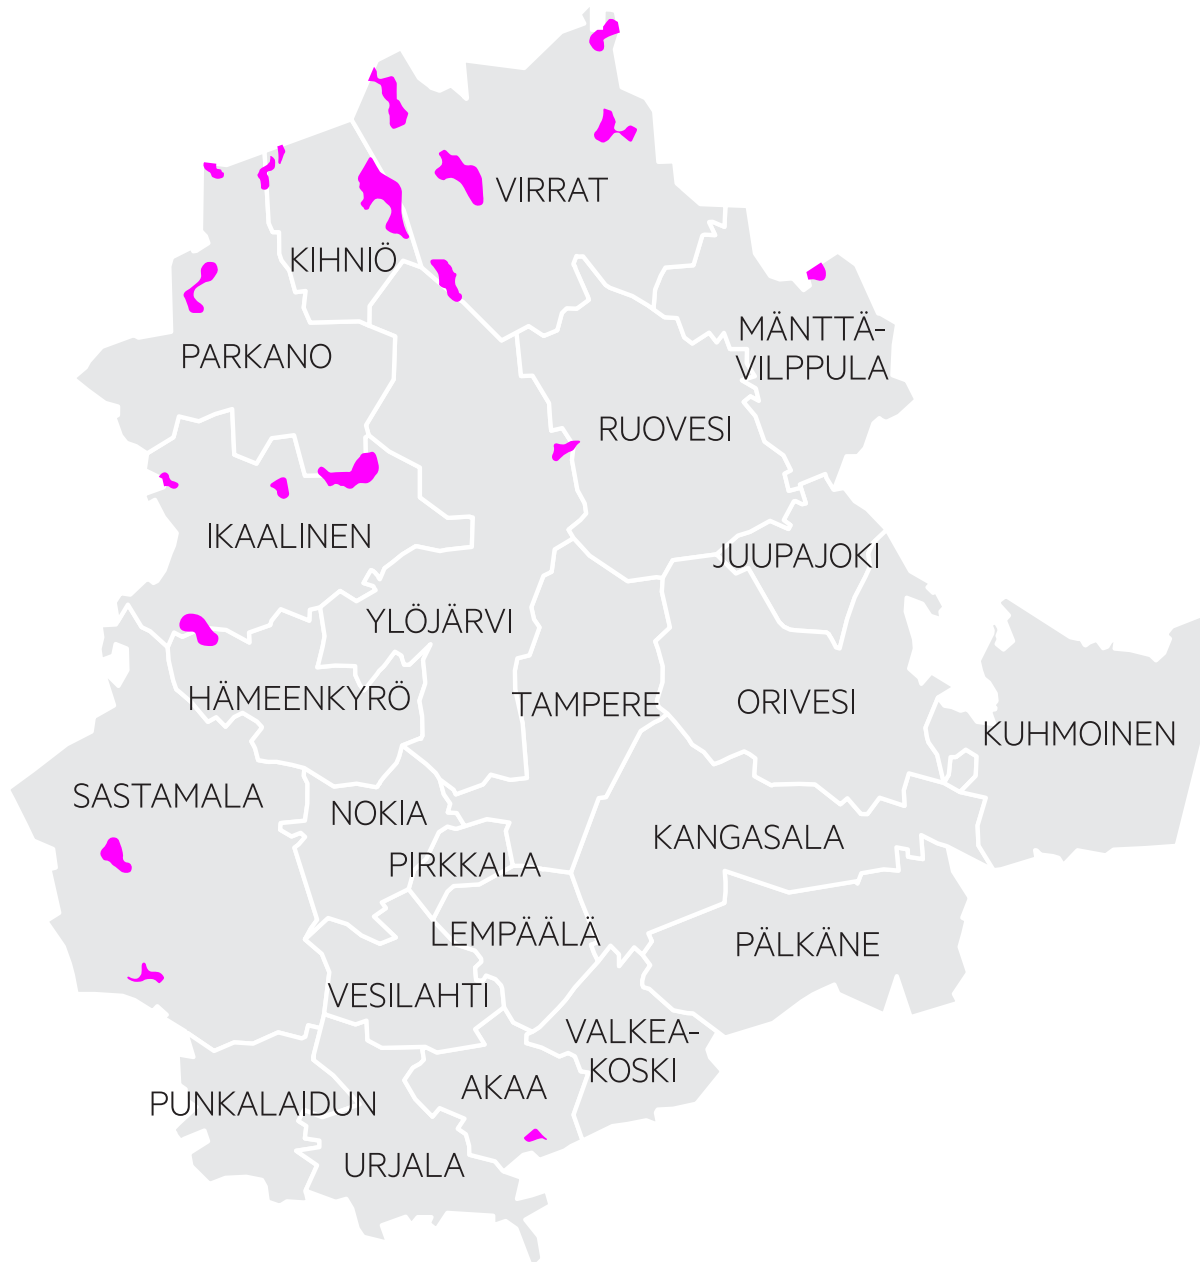 VIRRAT
KIHNIÖ
MÄNTTÄ-
VILPPULA
PARKANO
RUOVESI
IKAALINEN
JUUPAJOKI
YLÖJÄRVI
HÄMEENKYRÖ
TAMPERE
ORIVESI
KUHMOINEN
SASTAMALA
NOKIA
KANGASALA
PIRKKALA
LEMPÄÄLÄ
PÄLKÄNE
VESILAHTI
VALKEA-
KOSKI
AKAA
PUNKALAIDUN
URJALA